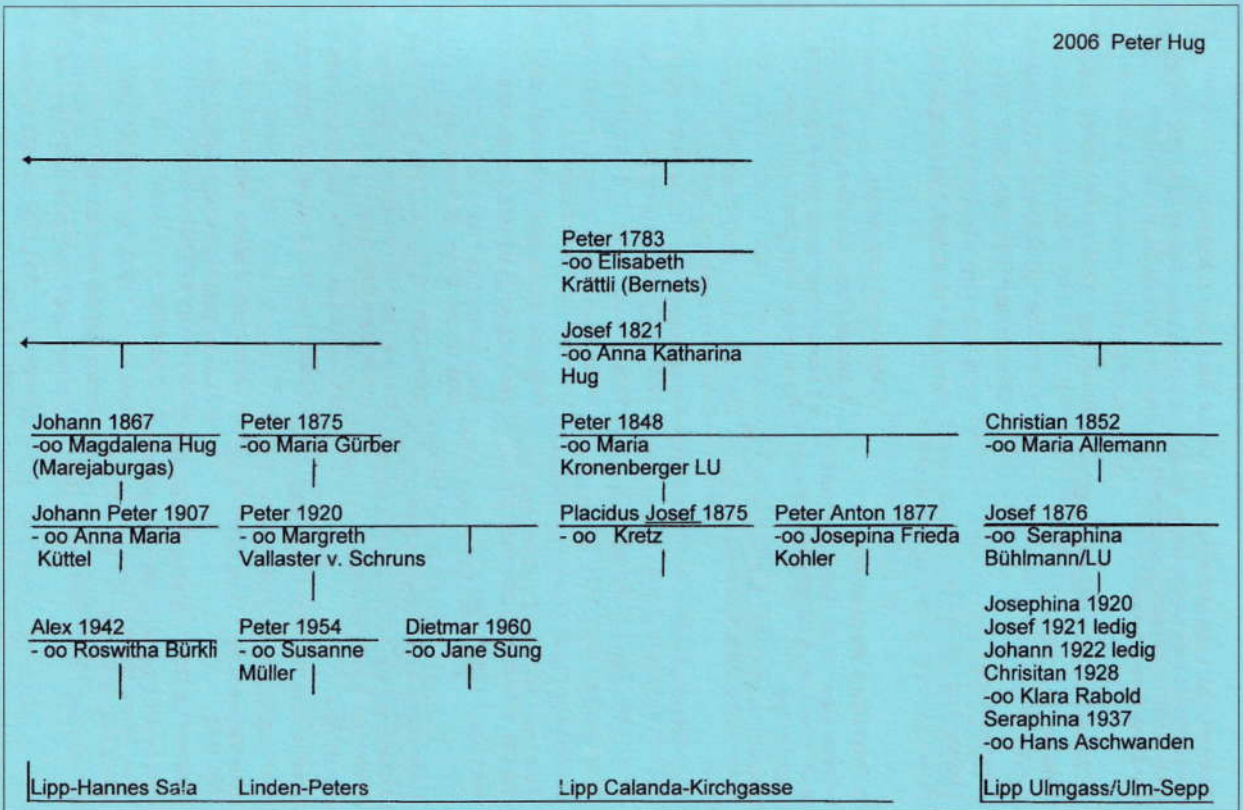 2006 Peter Hug
Peter 1783
-oo Elisabeth
Krättli (Bernets)
Josef 1821
-oo Anna Katharina
Hug
Johann 1867
-oo Magdalena Hug
(Marejaburgas)
Peter 1875
-oo Maria Gürber
Peter 1848
-oo Maria
Kronenberger LU
Christian 1852
-oo Maria Allemann
Johann Peter 1907
- oo Anna Maria
Küttel
Peter 1920
- oo Margreth
Vallaster v. Schruns
Placidus Josef 1875
- oo Kretz
Peter Anton 1877
-oo Josepina Frieda
Kohler
Josef 1876
-oo Seraphina
Bühlmann/LU
Alex 1942
- oo Roswitha Bürkli
Peter 1954
- oo Susanne
Müller
Dietmar 1960
-oo Jane Sung
Josephina 1920
Josef 1921 ledig
Johann 1922 ledig
Chrisitan 1928
-oo Klara Rabold
Seraphina 1937
-oo Hans Aschwanden
Lipp-Hannes Sala
Linden-Peters
Lipp Calanda-Kirchgasse
Lipp Ulmgass/Ulm-Sepp